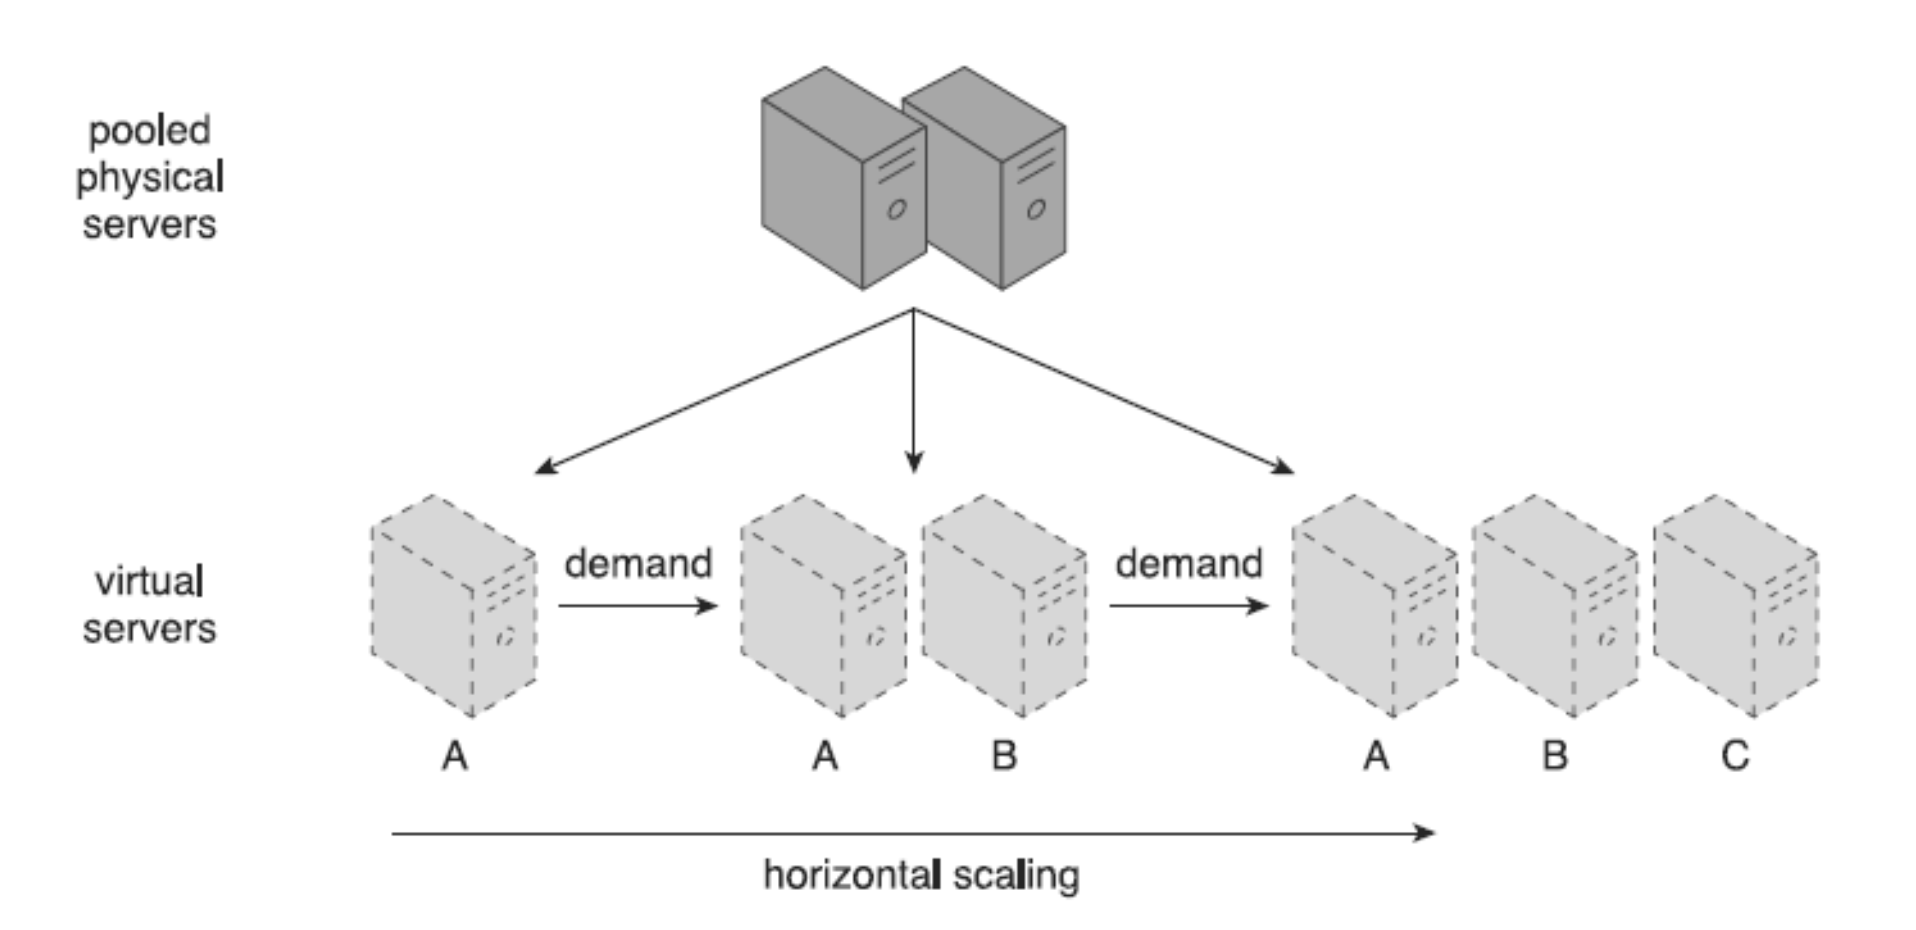 pooled
physical
servers
virtual
servers
demand
demand
A
A
B
A
B
C
horizontal scaling